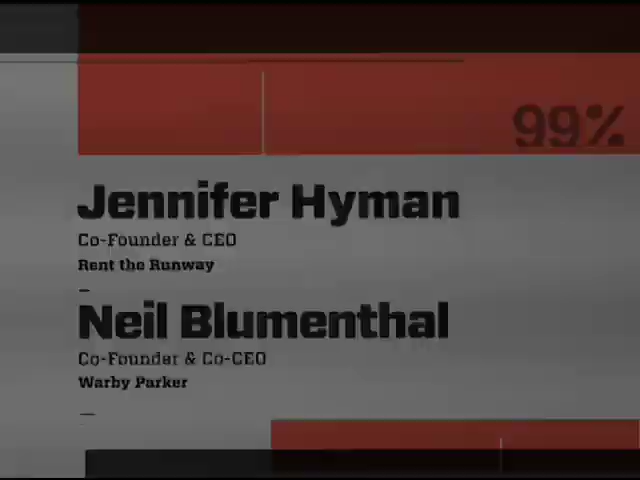 99%
Jennifer Hyman
Co-Founder & CEO
Rent the Runway
Neil Blumenthal
Co-Founder & Co-CEO
Warby Parker